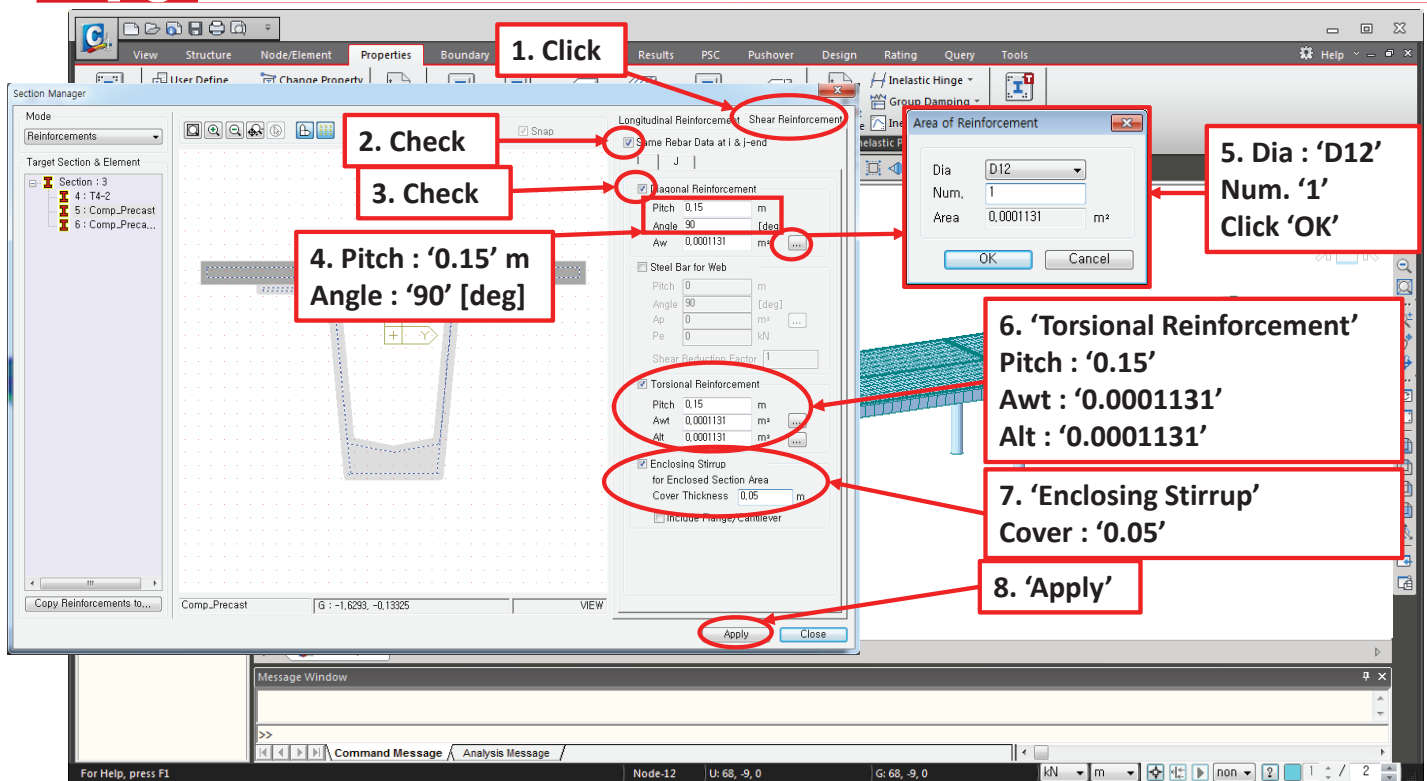 View Structure Node/Element Properties Boundary Results PSC Pushover Design Rating Query Tools Help
1. Click
User Define Change Property Inelastic Hinge
Group Damping
Section Manager
Mode
Reinforcements
Target Section & Element
Section : 3
4 : T4-2
5 : Comp_Precast
6 : Comp_Preca...
Copy Reinforcements to...
Snap
2. Check
3. Check
4. Pitch : ‘0.15’ m
Angle : ‘90’ [deg]
Y
Comp_Precast G : -1,6293, -0,13325 VIEW
Longitudinal Reinforcement Shear Reinforcement
Same Rebar Data at i & j-end
I J
Diagonal Reinforcement
Pitch 0,15 m
Angle 90 [deg]
Aw 0,0001131 m² ...
Steel Bar for Web
Pitch 0 m
Angle 90 [deg]
Ap 0 m² ...
Pe 0 kN
Shear Reduction Factor 1
Torsional Reinforcement
Pitch 0,15 m
Awt 0,0001131 m² ...
Alt 0,0001131 m² ...
Enclosing Stirrup
for Enclosed Section Area
Cover Thickness 0,05 m
Include Flange/Cantilever
Apply Close
Area of Reinforcement
Dia D12
Num, 1
Area 0,0001131 m²
OK Cancel
5. Dia : ‘D12’
Num. ‘1’
Click ‘OK’
6. ‘Torsional Reinforcement’
Pitch : ‘0.15’
Awt : ‘0.0001131’
Alt : ‘0.0001131’
7. ‘Enclosing Stirrup’
Cover : ‘0.05’
8. ‘Apply’
Message Window
>>
Command Message Analysis Message
For Help, press F1 Node-12 U: 68, -9, 0 G: 68, -9, 0 kN m non ? 1 / 2